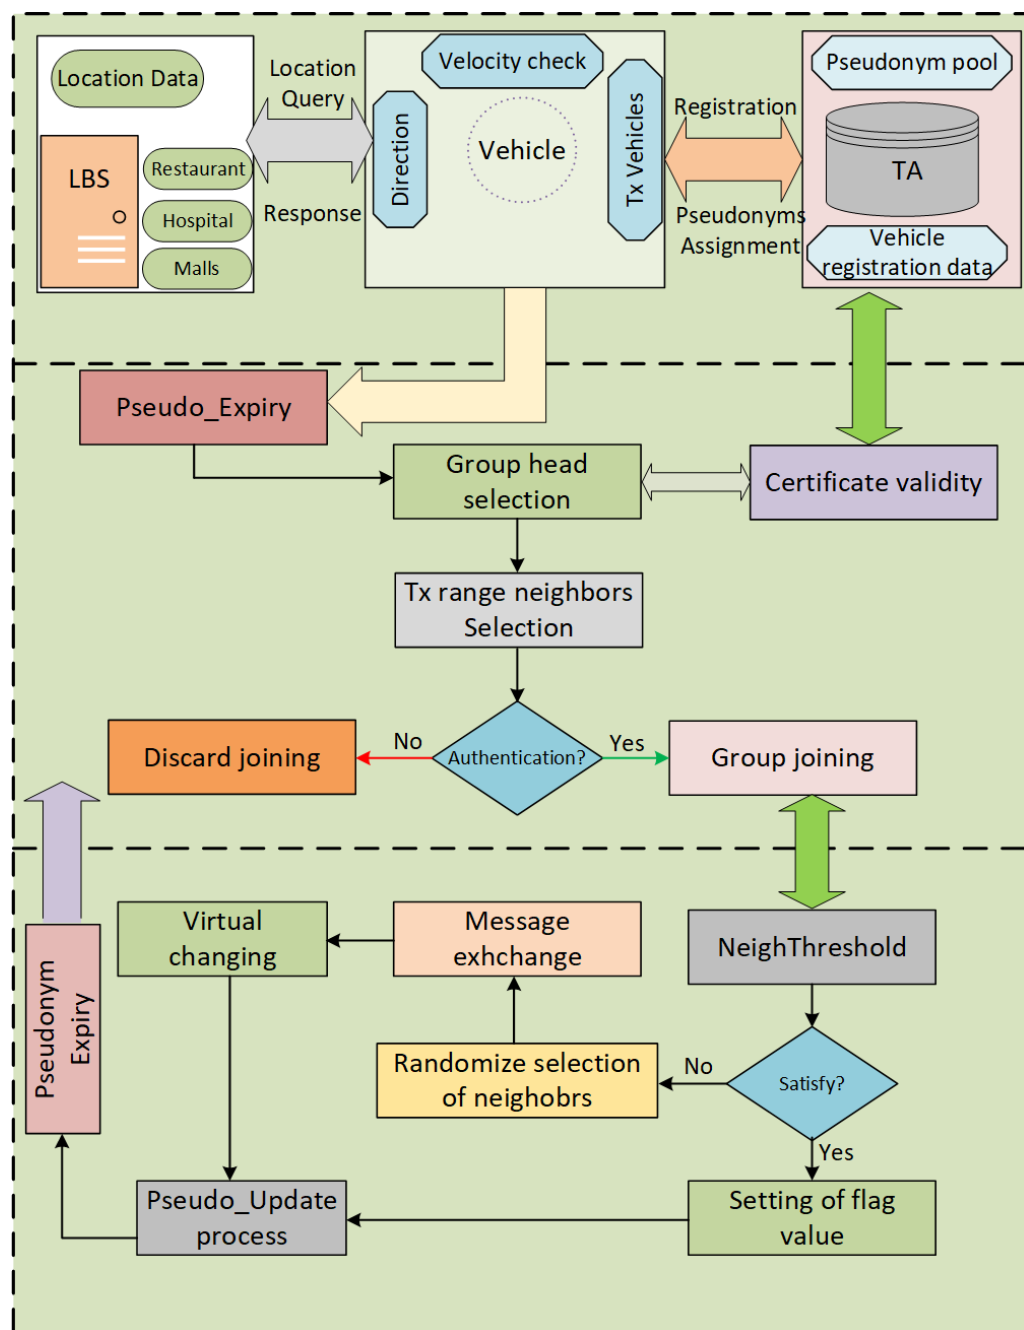 Location Data
LBS
Restaurant
Hospital
Malls
Location
Query
Response
Velocity check
Direction
Vehicle
Tx Vehicles
Registration
Pseudonyms
Assignment
Pseudonym pool
TA
Vehicle
registration data
Pseudo_Expiry
Group head
selection
Certificate validity
Tx range neighbors
Selection
Discard joining
No
Authentication?
Yes
Group joining
Virtual
changing
Message
exhchange
NeighThreshold
Pseudonym
Expiry
Randomize selection
of neighobrs
No
Satisfy?
Yes
Pseudo_Update
process
Setting of flag
value